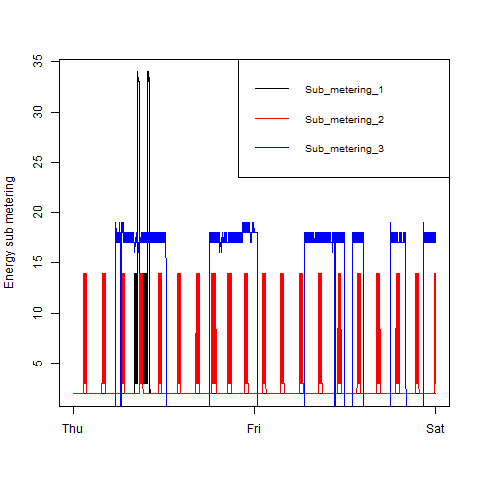 Energy sub metering
35
30
25
20
15
10
5
Sub_metering_1
Sub_metering_2
Sub_metering_3
Thu
Fri
Sat